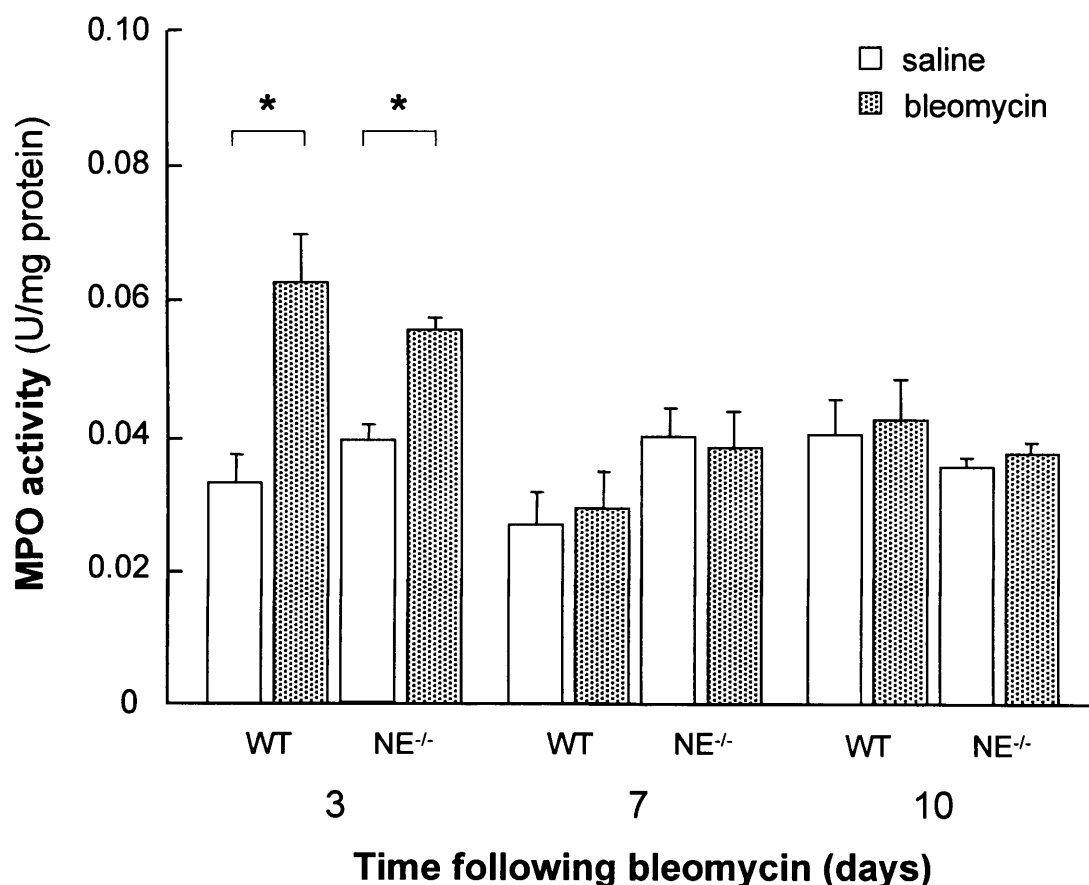 0.10
saline
bleomycin
* *
0.08
0.06
0.04
0.02
0
MPO activity (U/mg protein)
WT NE-/- WT NE-/- WT NE-/-
3 7 10
Time following bleomycin (days)